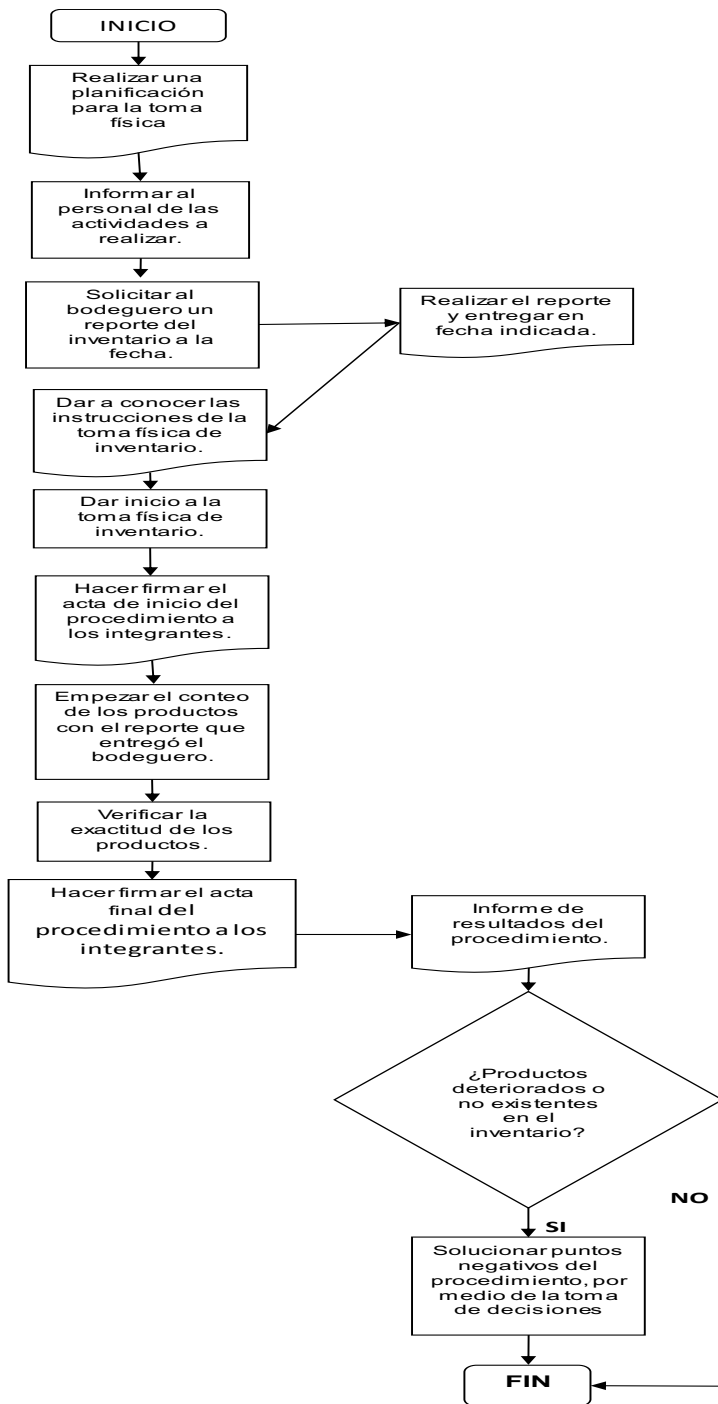 INICIO
Realizar una
planificación
para la toma
física
Informar al
personal de las
actividades a
realizar.
Solicitar al
bodeguero un
reporte del
inventario a la
fecha.
Realizar el reporte
y entregar en
fecha indicada.
Dar a conocer las
instrucciones de la
toma física de
inventario.
Dar inicio a la
toma física de
inventario.
Hacer firmar el
acta de inicio del
procedimiento a
los integrantes.
Empezar el conteo
de los productos
con el reporte que
entregó el
bodeguero.
Verificar la
exactitud de los
productos.
Hacer firmar el acta
final del
procedimiento a los
integrantes.
Informe de
resultados del
procedimiento.
¿Productos
deteriorados o
no existentes
en el
inventario?
NO
SI
Solucionar puntos
negativos del
procedimiento, por
medio de la toma
de decisiones
FIN